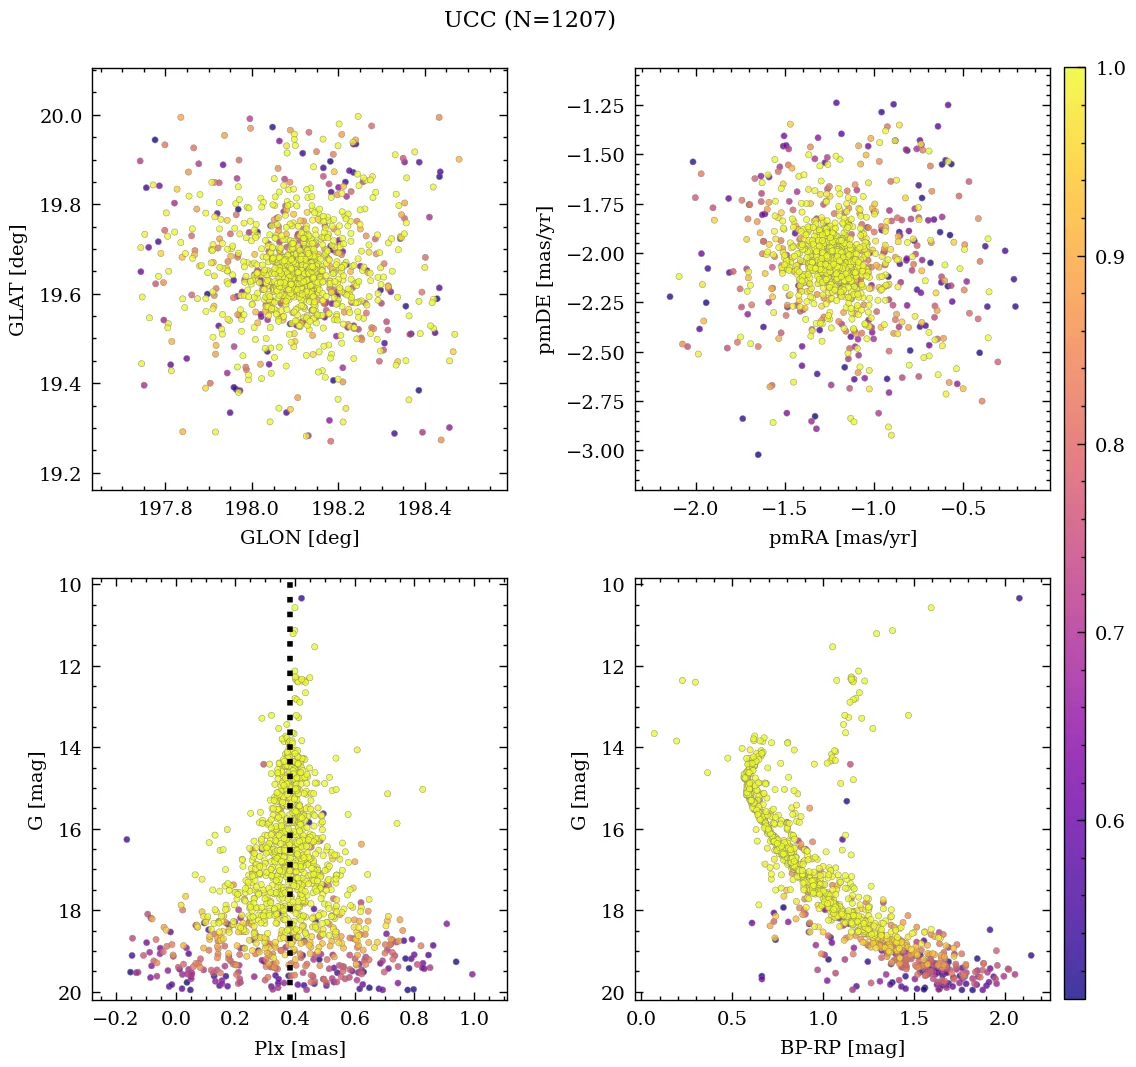 UCC (N=1207)
20.0
19.8
19.6
19.4
19.2
GLAT [deg]
197.8 198.0 198.2 198.4
GLON [deg]
−1.25
−1.50
−1.75
−2.00
−2.25
−2.50
−2.75
−3.00
pmDE [mas/yr]
−2.0 −1.5 −1.0 −0.5
pmRA [mas/yr]
1.0
0.9
0.8
0.7
0.6
10
12
14
16
18
20
G [mag]
−0.2 0.0 0.2 0.4 0.6 0.8 1.0
Plx [mas]
10
12
14
16
18
20
G [mag]
0.0 0.5 1.0 1.5 2.0
BP-RP [mag]